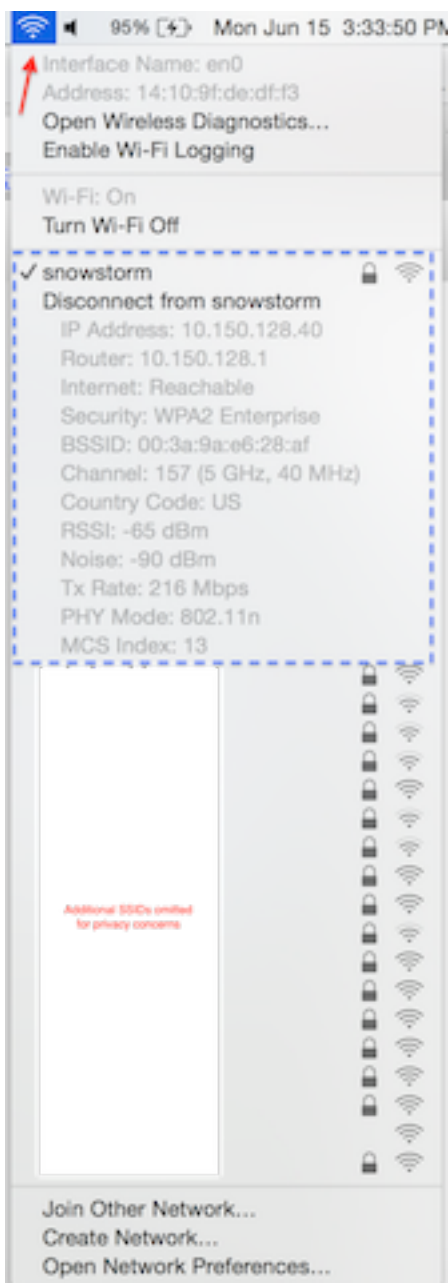 95% Mon Jun 15 3:33:50 PM
Interface Name: en0
Address: 14:10:9f:de:df:f3
Open Wireless Diagnostics...
Enable Wi-Fi Logging
Wi-Fi: On
Turn Wi-Fi Off
✓ snowstorm
Disconnect from snowstorm
IP Address: 10.150.128.40
Router: 10.150.128.1
Internet: Reachable
Security: WPA2 Enterprise
BSSID: 00:3a:9a:e6:28:af
Channel: 157 (5 GHz, 40 MHz)
Country Code: US
RSSI: -65 dBm
Noise: -90 dBm
Tx Rate: 216 Mbps
PHY Mode: 802.11n
MCS Index: 13
Additional SSIDs omitted
for privacy concerns
Join Other Network...
Create Network...
Open Network Preferences...